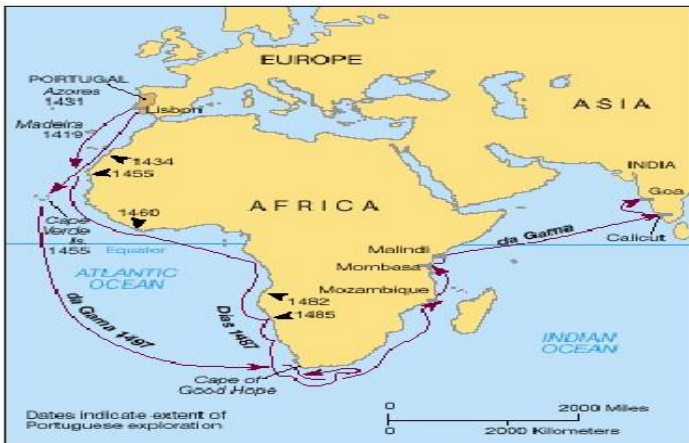 EUROPE
PORTUGAL
Azores
1431
Lisbon
Madeira
1419
ASIA
1434
1455
INDIA
Goa
AFRICA
1460
Cape
Verde
Is.
1455
Equator
da Gama
Calicut
Malindi
Mombasa
ATLANTIC
OCEAN
Mozambique
1482
1485
da Gama 1497
Dias 1487
INDIAN
OCEAN
Cape of
Good Hope
Dates indicate extent of
Portuguese exploration
0 2000 Miles
0 2000 Kilometers